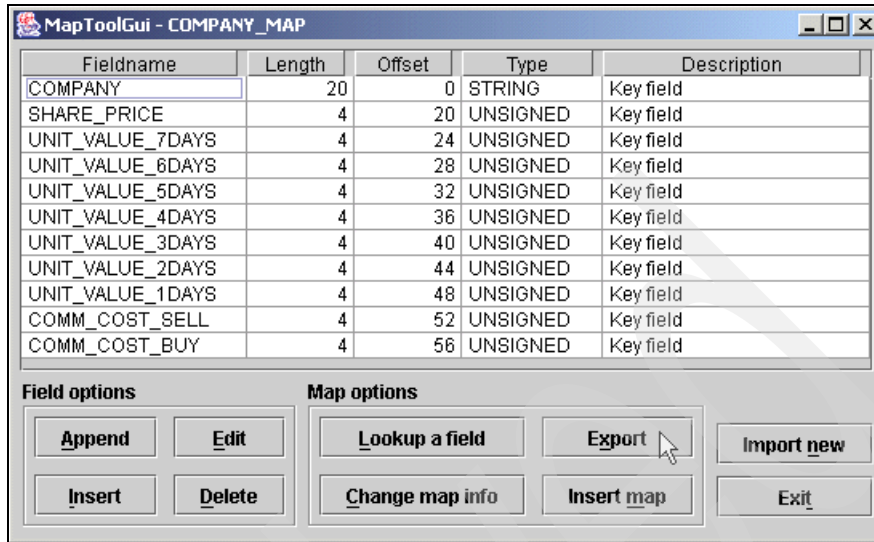 MapToolGui - COMPANY_MAP
Fieldname Length Offset Type Description
COMPANY 20 0 STRING Key field
SHARE_PRICE 4 20 UNSIGNED Key field
UNIT_VALUE_7DAYS 4 24 UNSIGNED Key field
UNIT_VALUE_6DAYS 4 28 UNSIGNED Key field
UNIT_VALUE_5DAYS 4 32 UNSIGNED Key field
UNIT_VALUE_4DAYS 4 36 UNSIGNED Key field
UNIT_VALUE_3DAYS 4 40 UNSIGNED Key field
UNIT_VALUE_2DAYS 4 44 UNSIGNED Key field
UNIT_VALUE_1DAYS 4 48 UNSIGNED Key field
COMM_COST_SELL 4 52 UNSIGNED Key field
COMM_COST_BUY 4 56 UNSIGNED Key field
Field options Map options
Append Edit Lookup a field Export Import new
Insert Delete Change map info Insert map Exit